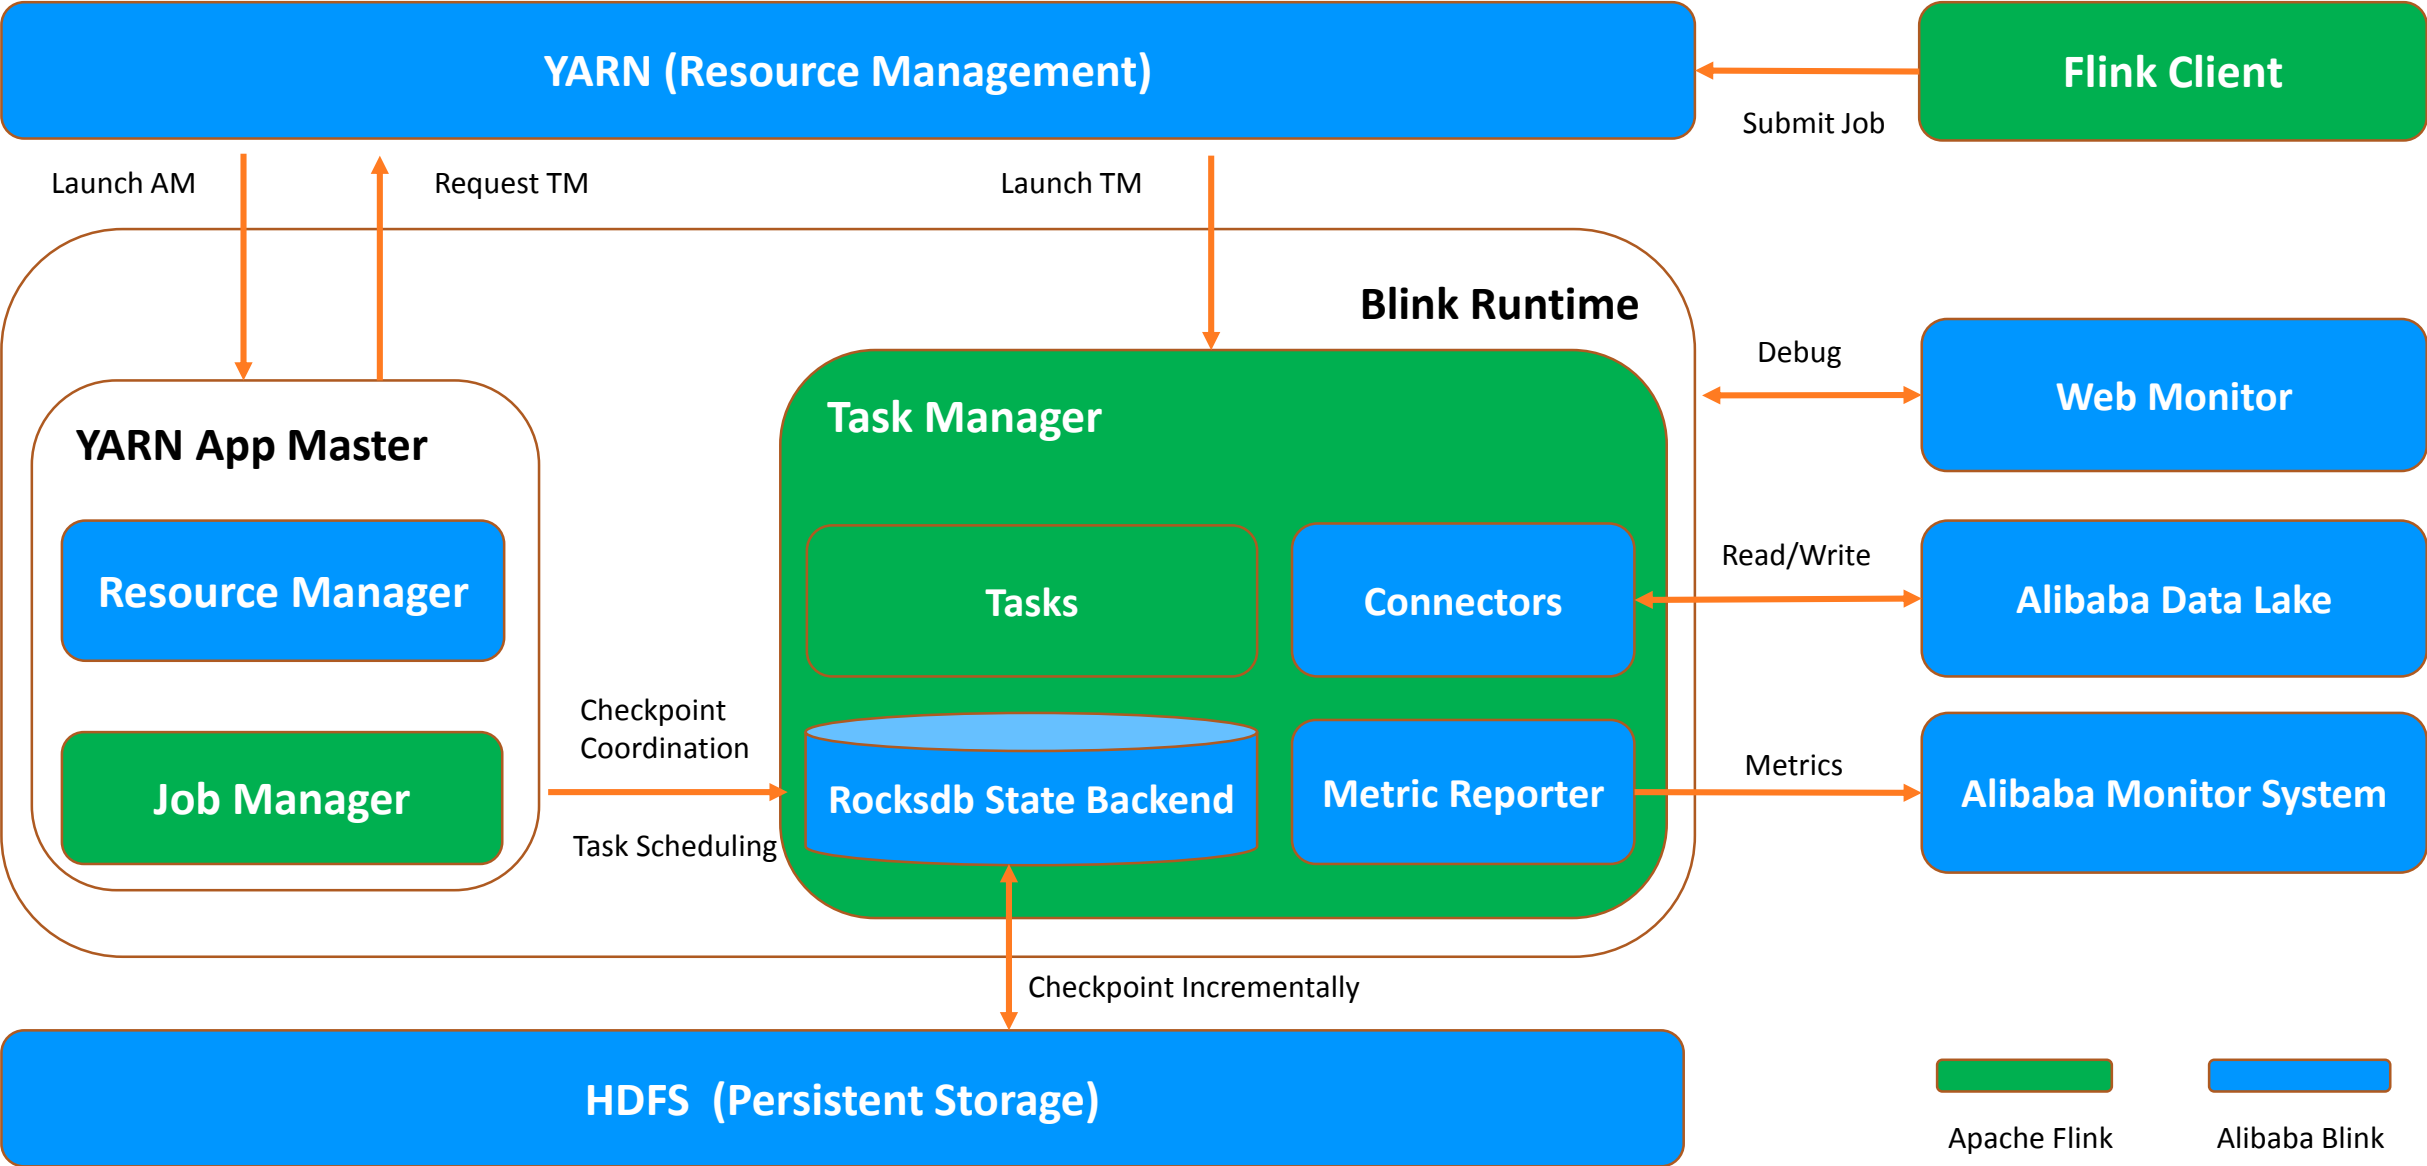 YARN (Resource Management)
Flink Client
Submit Job
Launch AM
Request TM
Launch TM
Blink Runtime
Debug
Web Monitor
YARN App Master
Task Manager
Resource Manager
Tasks
Connectors
Read/Write
Alibaba Data Lake
Checkpoint
Coordination
Job Manager
Task Scheduling
Rocksdb State Backend
Metric Reporter
Metrics
Alibaba Monitor System
Checkpoint Incrementally
HDFS (Persistent Storage)
Apache Flink
Alibaba Blink